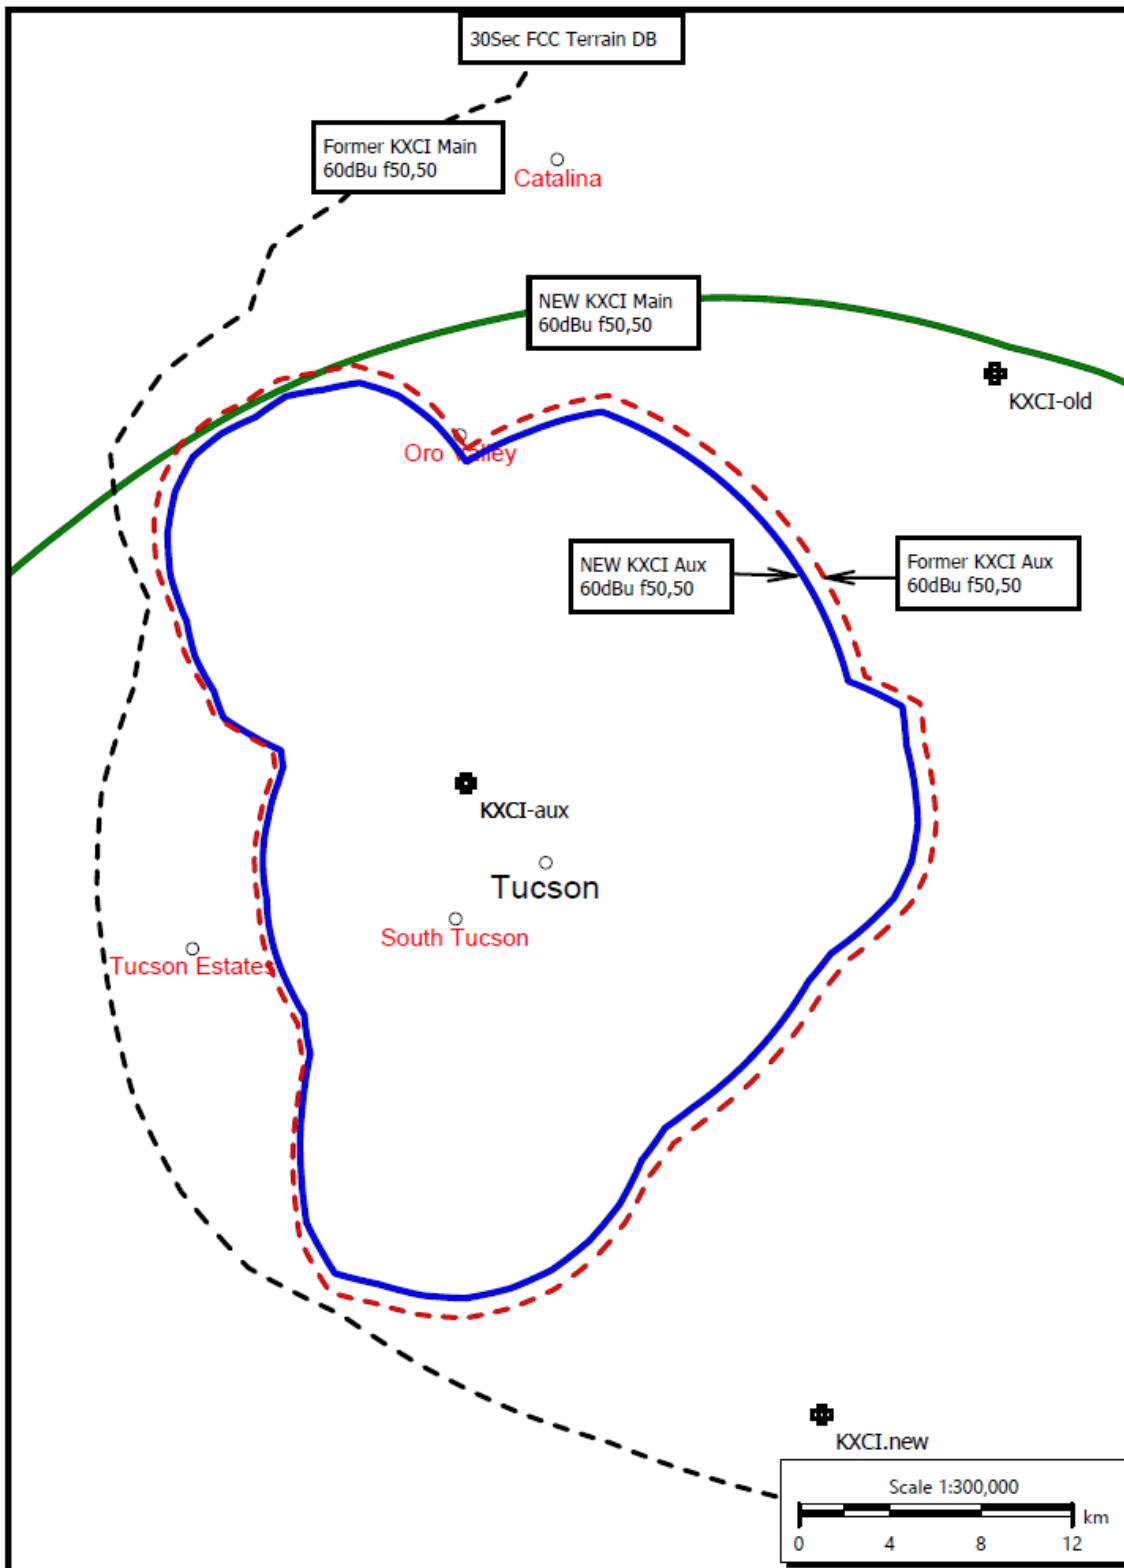 30Sec FCC Terrain DB
Former KXCI Main
60dBu f50,50
Catalina
NEW KXCI Main
60dBu f50,50
KXCI-old
Oro Valley
NEW KXCI Aux
60dBu f50,50
Former KXCI Aux
60dBu f50,50
KXCI-aux
Tucson
South Tucson
Tucson Estates
KXCI.new
Scale 1:300,000
km
0 4 8 12